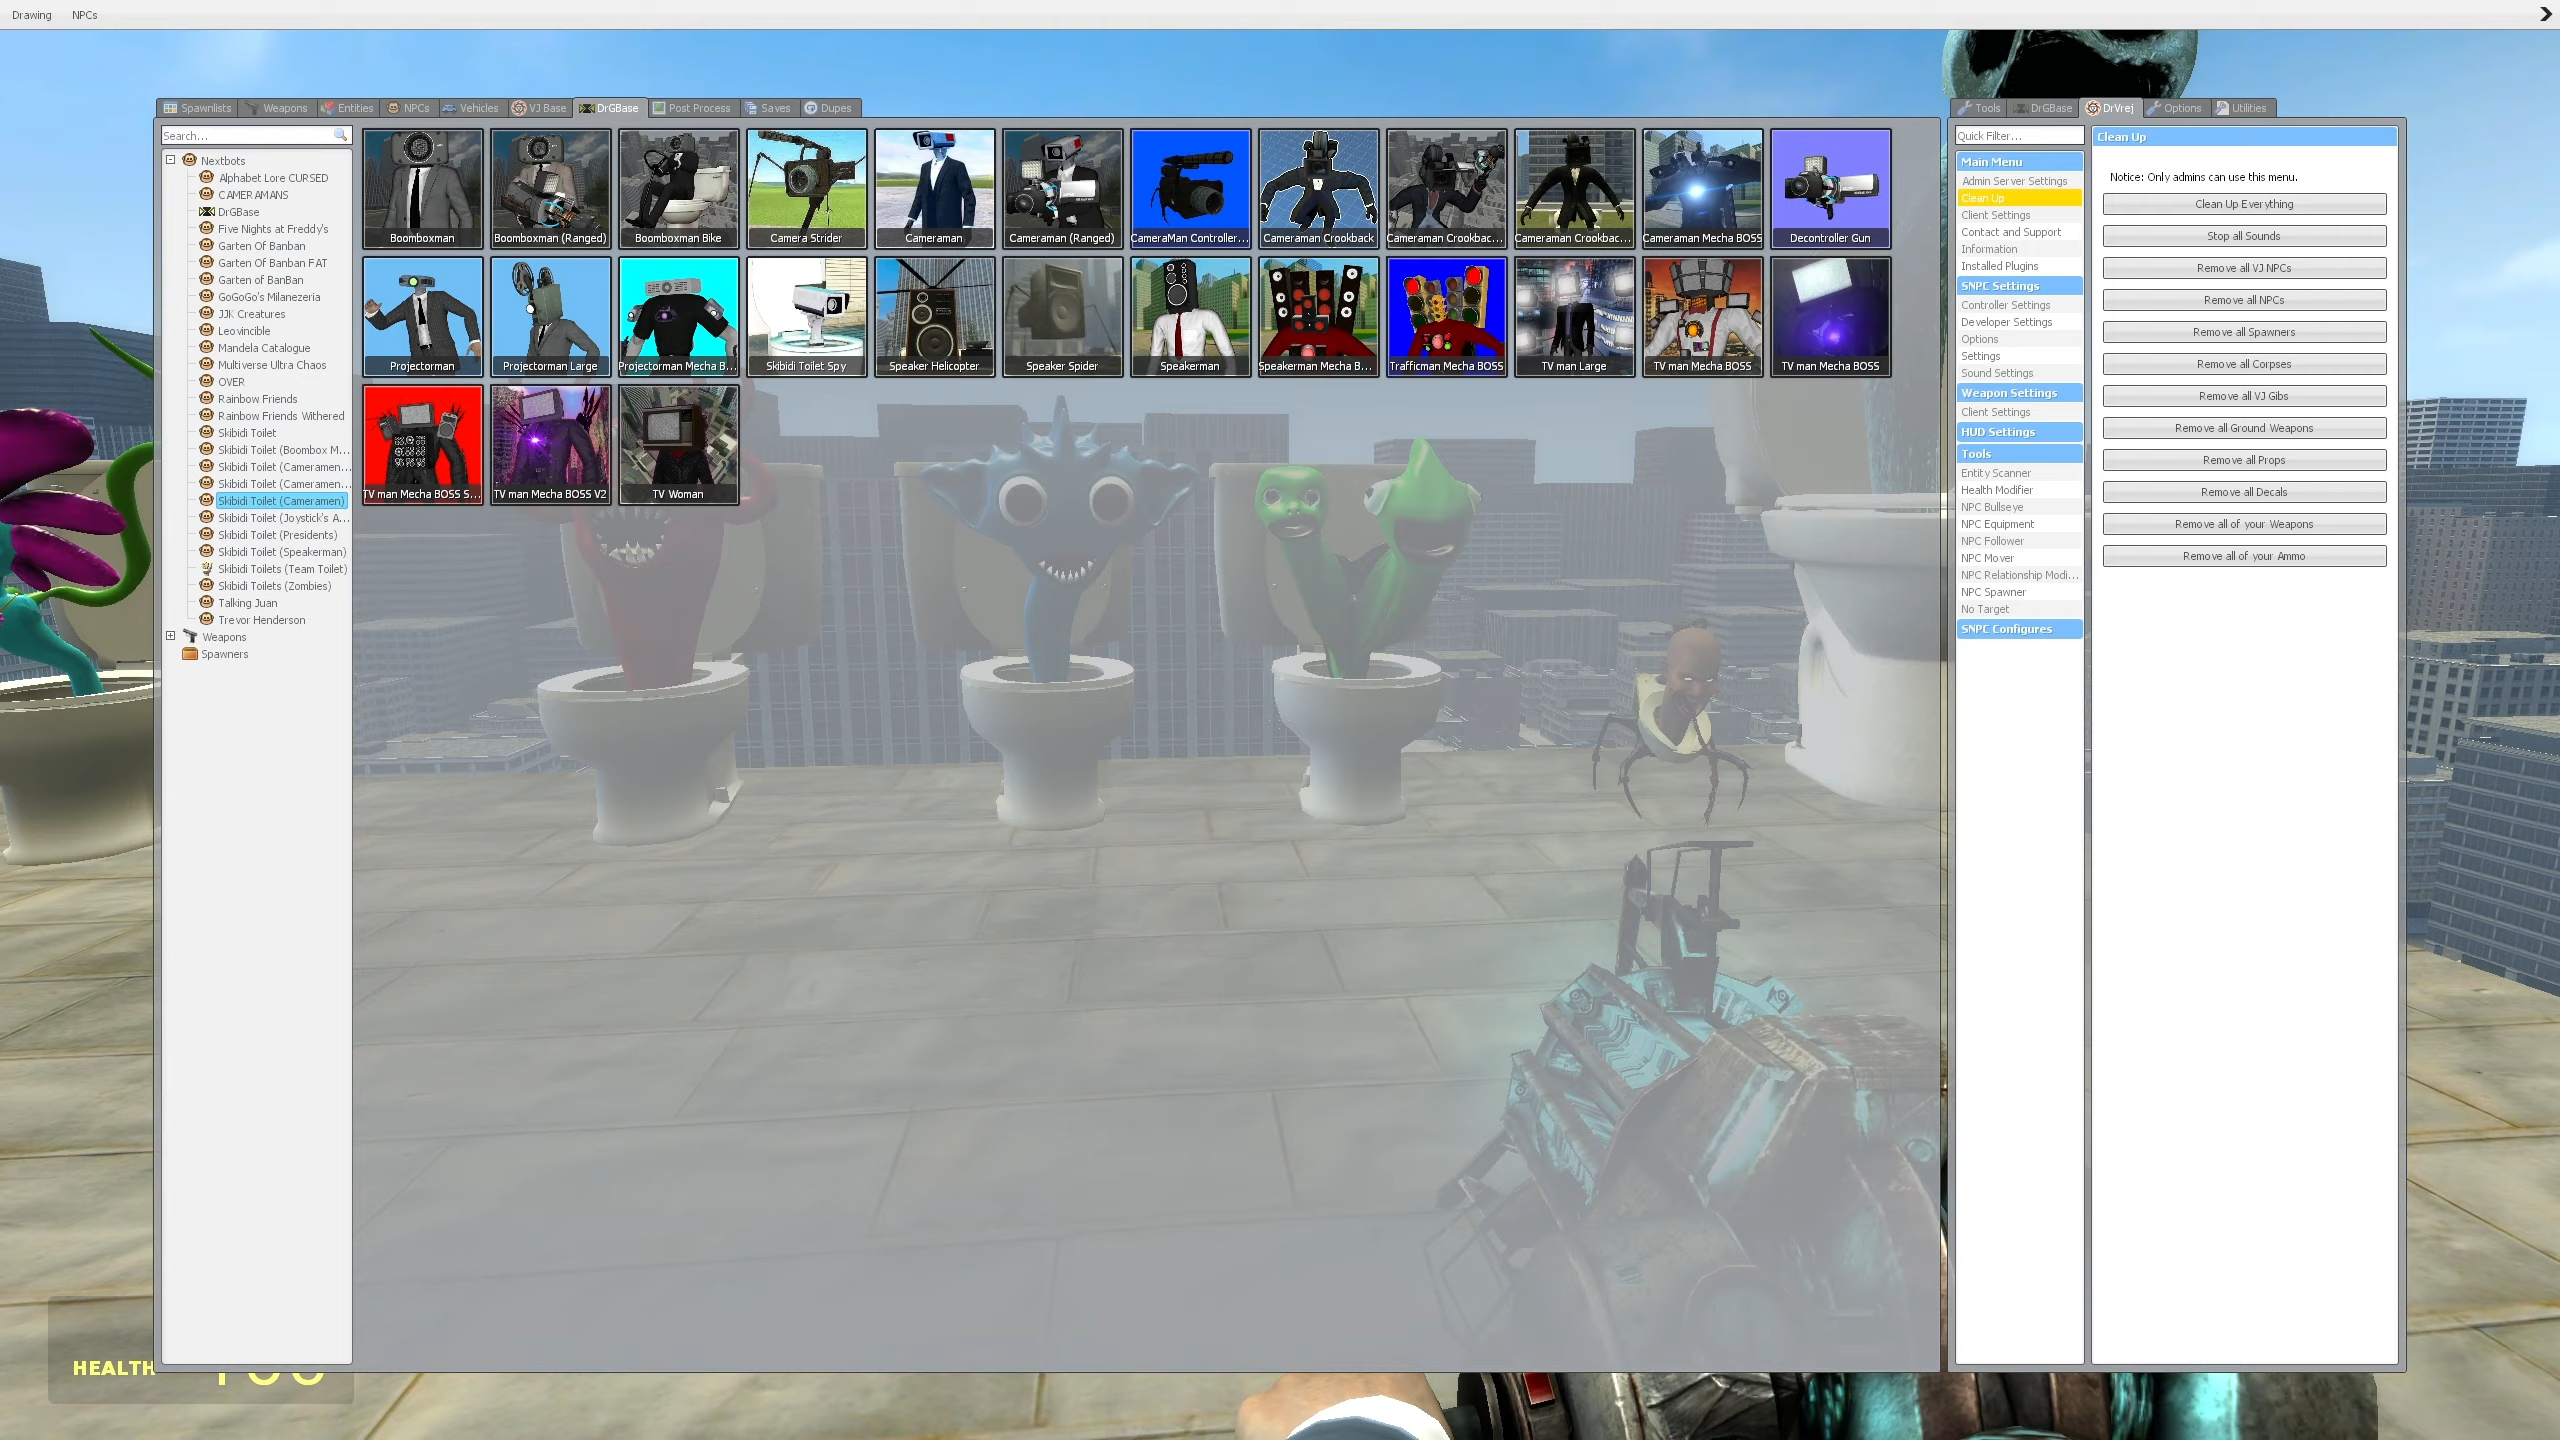 Drawing NPCs
Spawnlists Weapons Entities NPCs Vehicles VJ Base DrGBase Post Process Saves Dupes
Search...
Nextbots
Alphabet Lore CURSED
CAMERAMANS
DrGBase
Five Nights at Freddy's
Garten Of Banban
Garten Of Banban FAT
Garten of BanBan
GoGoGo's Milanezeria
JJK Creatures
Leovincible
Mandela Catalogue
Multiverse Ultra Chaos
OVER
Rainbow Friends
Rainbow Friends Withered
Skibidi Toilet
Skibidi Toilet (Boombox M...
Skibidi Toilet (Cameramen...
Skibidi Toilet (Cameramen...
Skibidi Toilet (Cameramen)
Skibidi Toilet (Joystick's A...
Skibidi Toilet (Presidents)
Skibidi Toilet (Speakerman)
Skibidi Toilets (Team Toilet)
Skibidi Toilets (Zombies)
Talking Juan
Trevor Henderson
Weapons
Spawners
Boomboxman Boomboxman (Ranged) Boomboxman Bike Camera Strider Cameraman Cameraman (Ranged) CameraMan Controller... Cameraman Crookback Cameraman Crookbac... Cameraman Crookbac... Cameraman Mecha BOSS Decontroller Gun
Projectorman Projectorman Large Projectorman Mecha B... Skibidi Toilet Spy Speaker Helicopter Speaker Spider Speakerman Speakerman Mecha B... Trafficman Mecha BOSS TV man Large TV man Mecha BOSS TV man Mecha BOSS
TV man Mecha BOSS S... TV man Mecha BOSS V2 TV Woman
HEALTH
Tools DrGBase DrVrej Options Utilities
Quick Filter...
Main Menu
Admin Server Settings
Clean Up
Client Settings
Contact and Support
Information
Installed Plugins
SNPC Settings
Controller Settings
Developer Settings
Options
Settings
Sound Settings
Weapon Settings
Client Settings
HUD Settings
Tools
Entity Scanner
Health Modifier
NPC Bullseye
NPC Equipment
NPC Follower
NPC Mover
NPC Relationship Modi...
NPC Spawner
No Target
SNPC Configures
Clean Up
Notice: Only admins can use this menu.
Clean Up Everything
Stop all Sounds
Remove all VJ NPCs
Remove all NPCs
Remove all Spawners
Remove all Corpses
Remove all VJ Gibs
Remove all Ground Weapons
Remove all Props
Remove all Decals
Remove all of your Weapons
Remove all of your Ammo